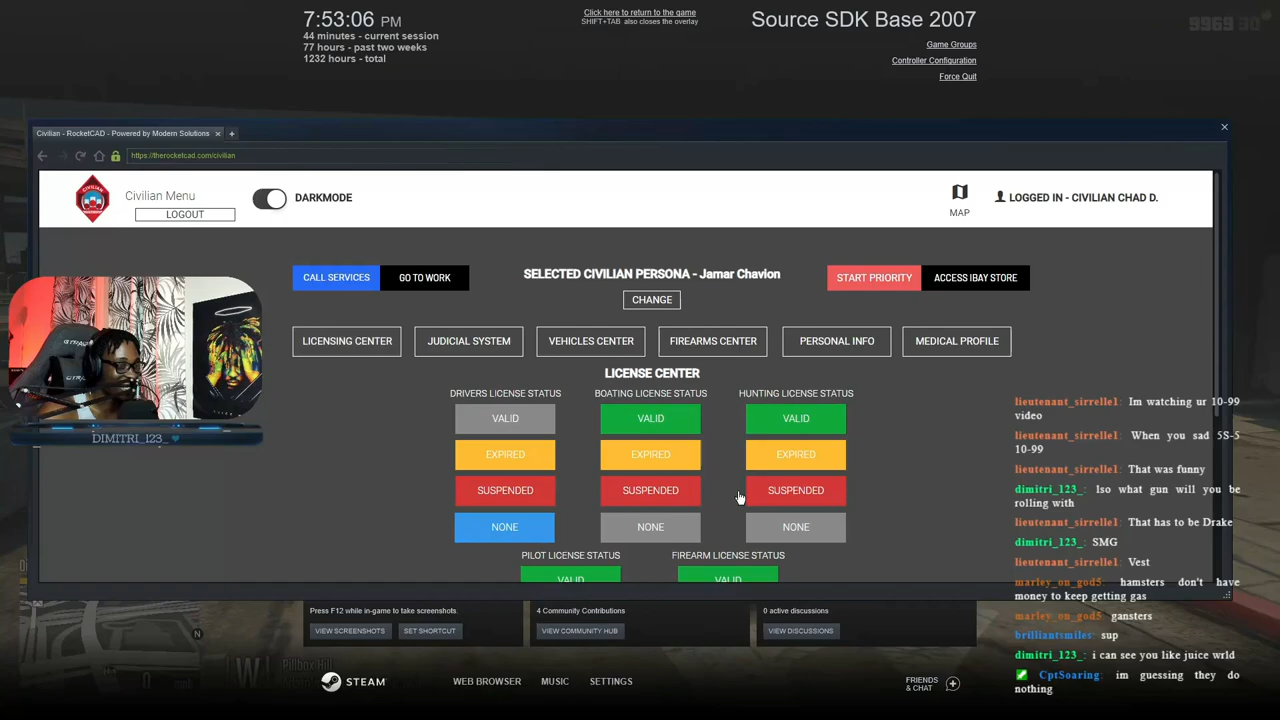 7:53:06 PM
44 minutes - current session
77 hours - past two weeks
1232 hours - total
Click here to return to the game
SHIFT+TAB also closes the overlay
Source SDK Base 2007
Game Groups
Controller Configuration
Force Quit
9969 30
Civilian - RocketCAD - Powered by Modern Solutions
https://therocketcad.com/civilian
Civilian Menu
LOGOUT
DARKMODE
MAP
LOGGED IN - CIVILIAN CHAD D.
CALL SERVICES
GO TO WORK
SELECTED CIVILIAN PERSONA - Jamar Chavion
CHANGE
START PRIORITY
ACCESS IBAY STORE
LICENSING CENTER
JUDICIAL SYSTEM
VEHICLES CENTER
FIREARMS CENTER
PERSONAL INFO
MEDICAL PROFILE
LICENSE CENTER
DRIVERS LICENSE STATUS
BOATING LICENSE STATUS
HUNTING LICENSE STATUS
VALID
VALID
VALID
EXPIRED
EXPIRED
EXPIRED
SUSPENDED
SUSPENDED
SUSPENDED
NONE
NONE
NONE
PILOT LICENSE STATUS
FIREARM LICENSE STATUS
VALID
VALID
DIMITRI_123_
lieutenant_sirrelle1: Im watching ur 10-99
video
lieutenant_sirrelle1: When you sad 5S-5
10-99
lieutenant_sirrelle1: That was funny
dimitri_123_: lso what gun will you be
rolling with
lieutenant_sirrelle1: That has to be Drake
dimitri_123_: SMG
lieutenant_sirrelle1: Vest
marley_on_god5: hamsters don't have
money to keep getting gas
marley_on_god5: gansters
brilliantsmiles: sup
dimitri_123_: i can see you like juice wrld
CptSoaring: im guessing they do
nothing
Press F12 while in-game to take screenshots.
VIEW SCREENSHOTS
SET SHORTCUT
4 Community Contributions
VIEW COMMUNITY HUB
0 active discussions
VIEW DISCUSSIONS
N
W
Pillbox Hill
mph
STEAM
WEB BROWSER
MUSIC
SETTINGS
FRIENDS
& CHAT